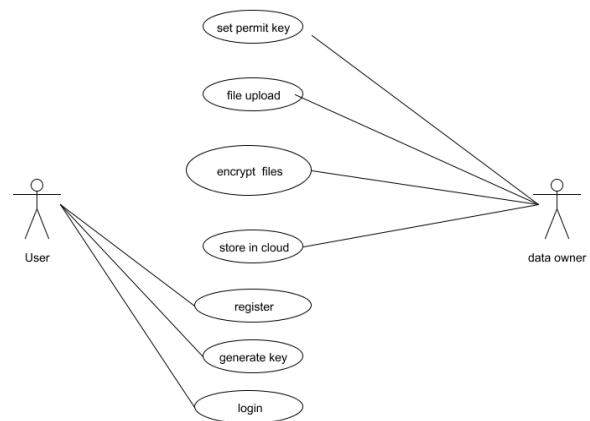 set permit key
file upload
encrypt files
store in cloud
User
data owner
register
generate key
login